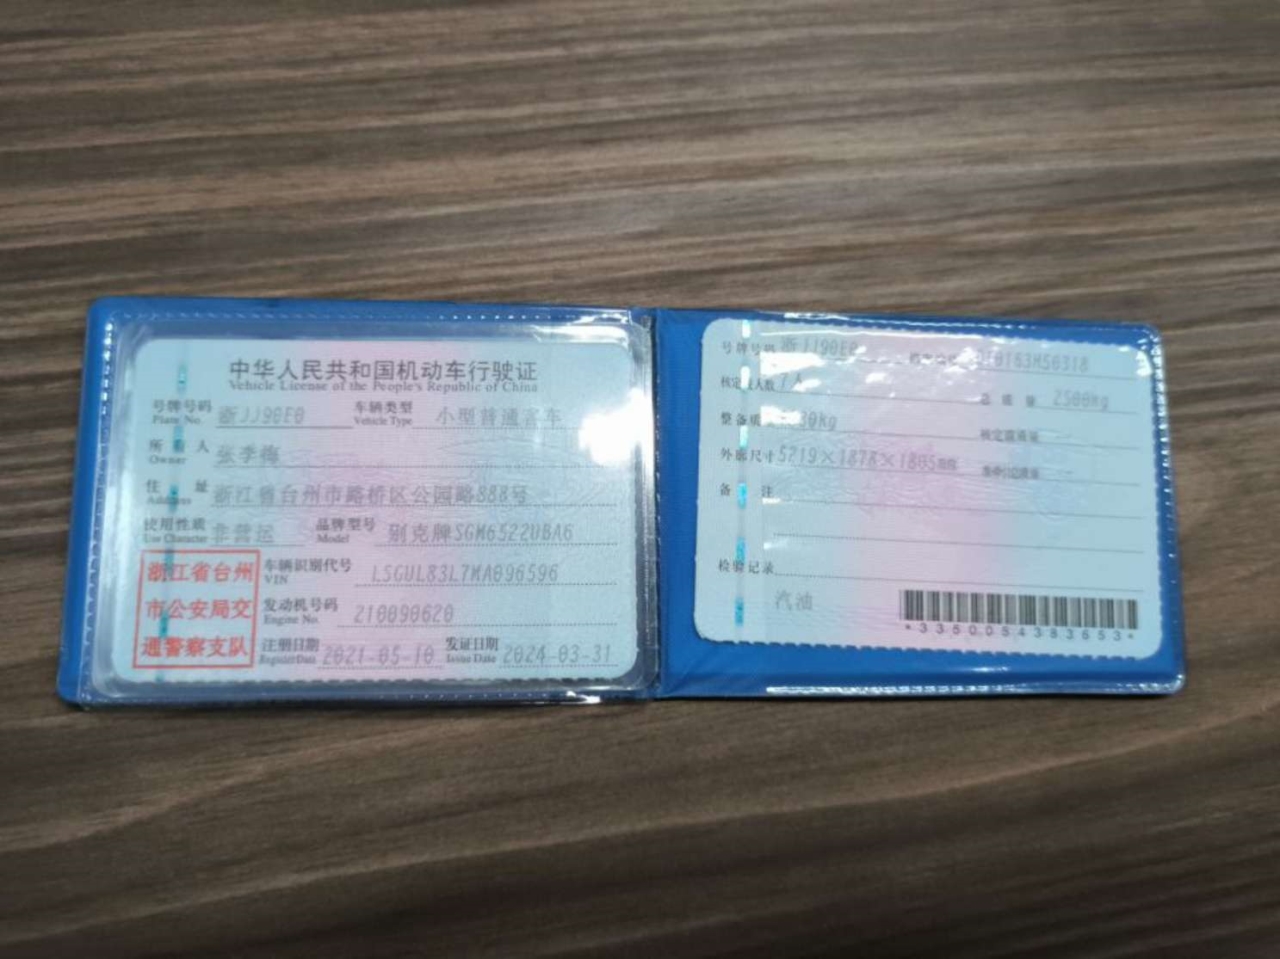 中华人民共和国机动车行驶证
Vehicle License of the People's Republic of China
号牌号码 浙JJ90E0 车辆类型 小型普通客车
Plate No. Vehicle Type
所有人 张季梅
Owner
住址 浙江省台州市路桥区公园路888号
Address
使用性质 非营运 品牌型号 别克牌SGM6522UBA6
Use Character Model
浙江省台州
市公安局交
通警察支队
车辆识别代号 LSGUL83L7MA096596
VIN
发动机号码 210090620
Engine No.
注册日期 2021-05-10 发证日期 2024-03-31
Register Date Issue Date
号牌号码 浙JJ90E0
核定载人数 7人 总质量 2500kg
整备质量 核定载质量 --
外廓尺寸 5219×1878×1805mm --
备注
检验记录
汽油
*3350054383653*